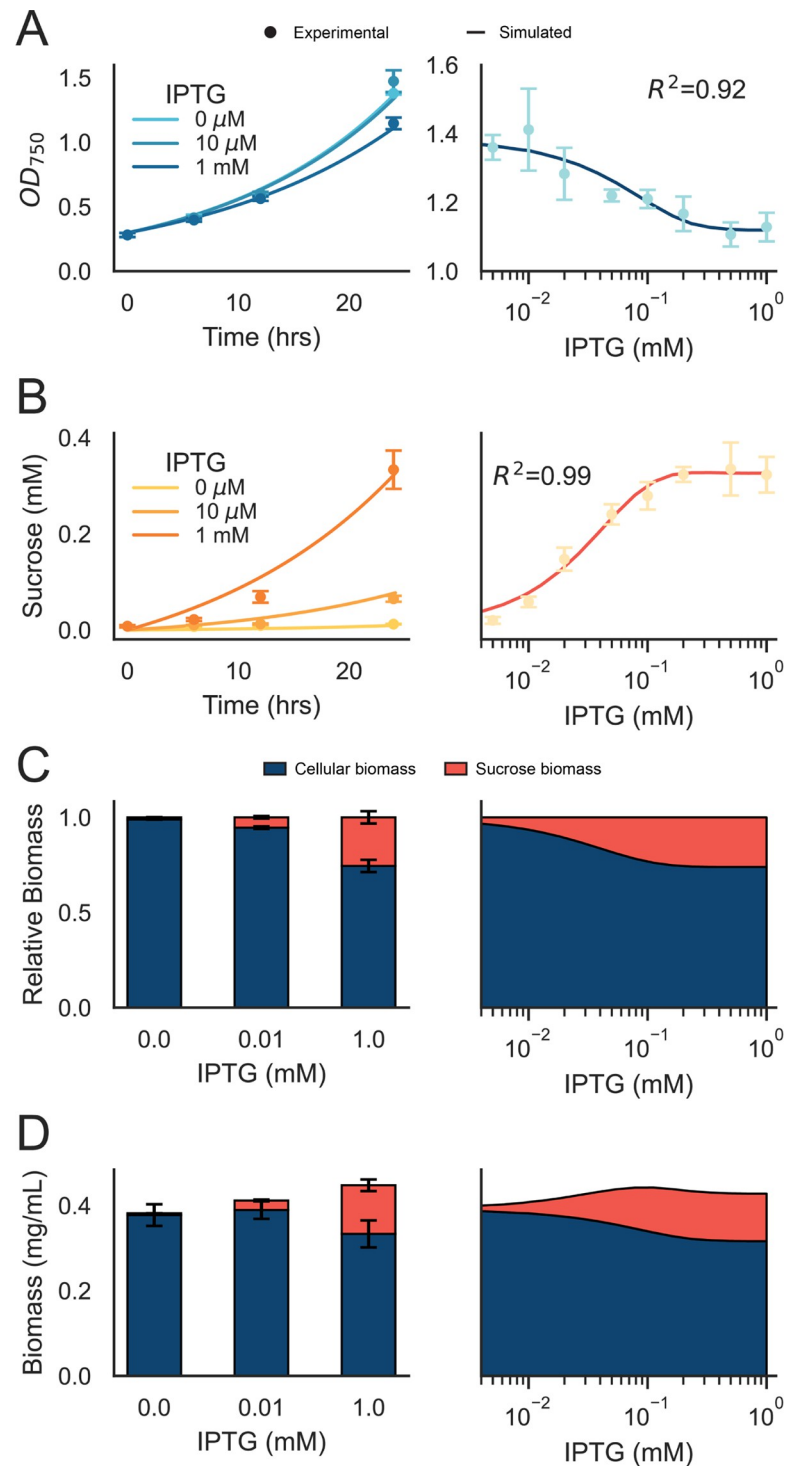 A
Experimental
Simulated
OD750
1.5
1.0
0.5
0.0
IPTG
0 μM
10 μM
1 mM
0
10
20
Time (hrs)
1.6
1.4
1.2
1.0
R²=0.92
10⁻²
10⁻¹
10⁰
IPTG (mM)
B
Sucrose (mM)
0.4
0.2
0.0
IPTG
0 μM
10 μM
1 mM
0
10
20
Time (hrs)
R²=0.99
10⁻²
10⁻¹
10⁰
IPTG (mM)
C
Cellular biomass
Sucrose biomass
Relative Biomass
1.0
0.5
0.0
0.0
0.01
1.0
IPTG (mM)
10⁻²
10⁻¹
10⁰
IPTG (mM)
D
Biomass (mg/mL)
0.4
0.2
0.0
0.0
0.01
1.0
IPTG (mM)
10⁻²
10⁻¹
10⁰
IPTG (mM)